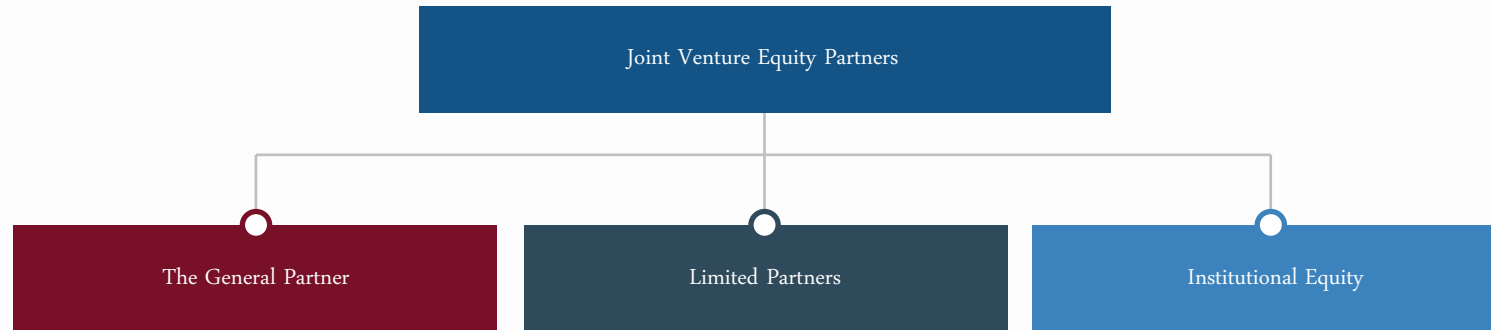 Joint Venture Equity Partners
The General Partner
Limited Partners
Institutional Equity